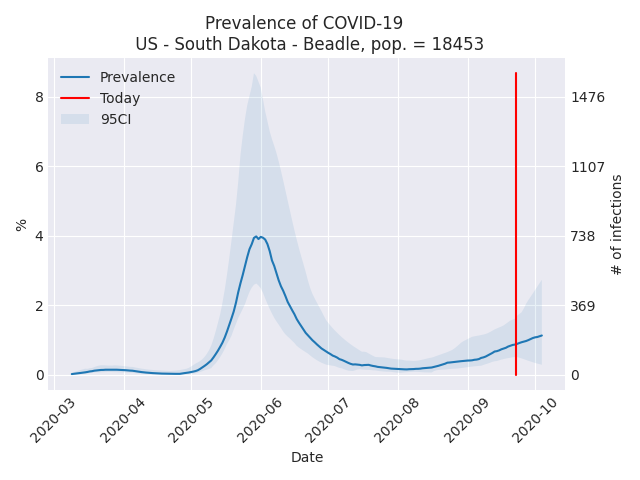 Prevalence of COVID-19
US - South Dakota - Beadle, pop. = 18453
Prevalence
Today
95CI
%
8
6
4
2
0
1476
1107
738
369
0
# of infections
2020-03
2020-04
2020-05
2020-06
2020-07
2020-08
2020-09
2020-10
Date